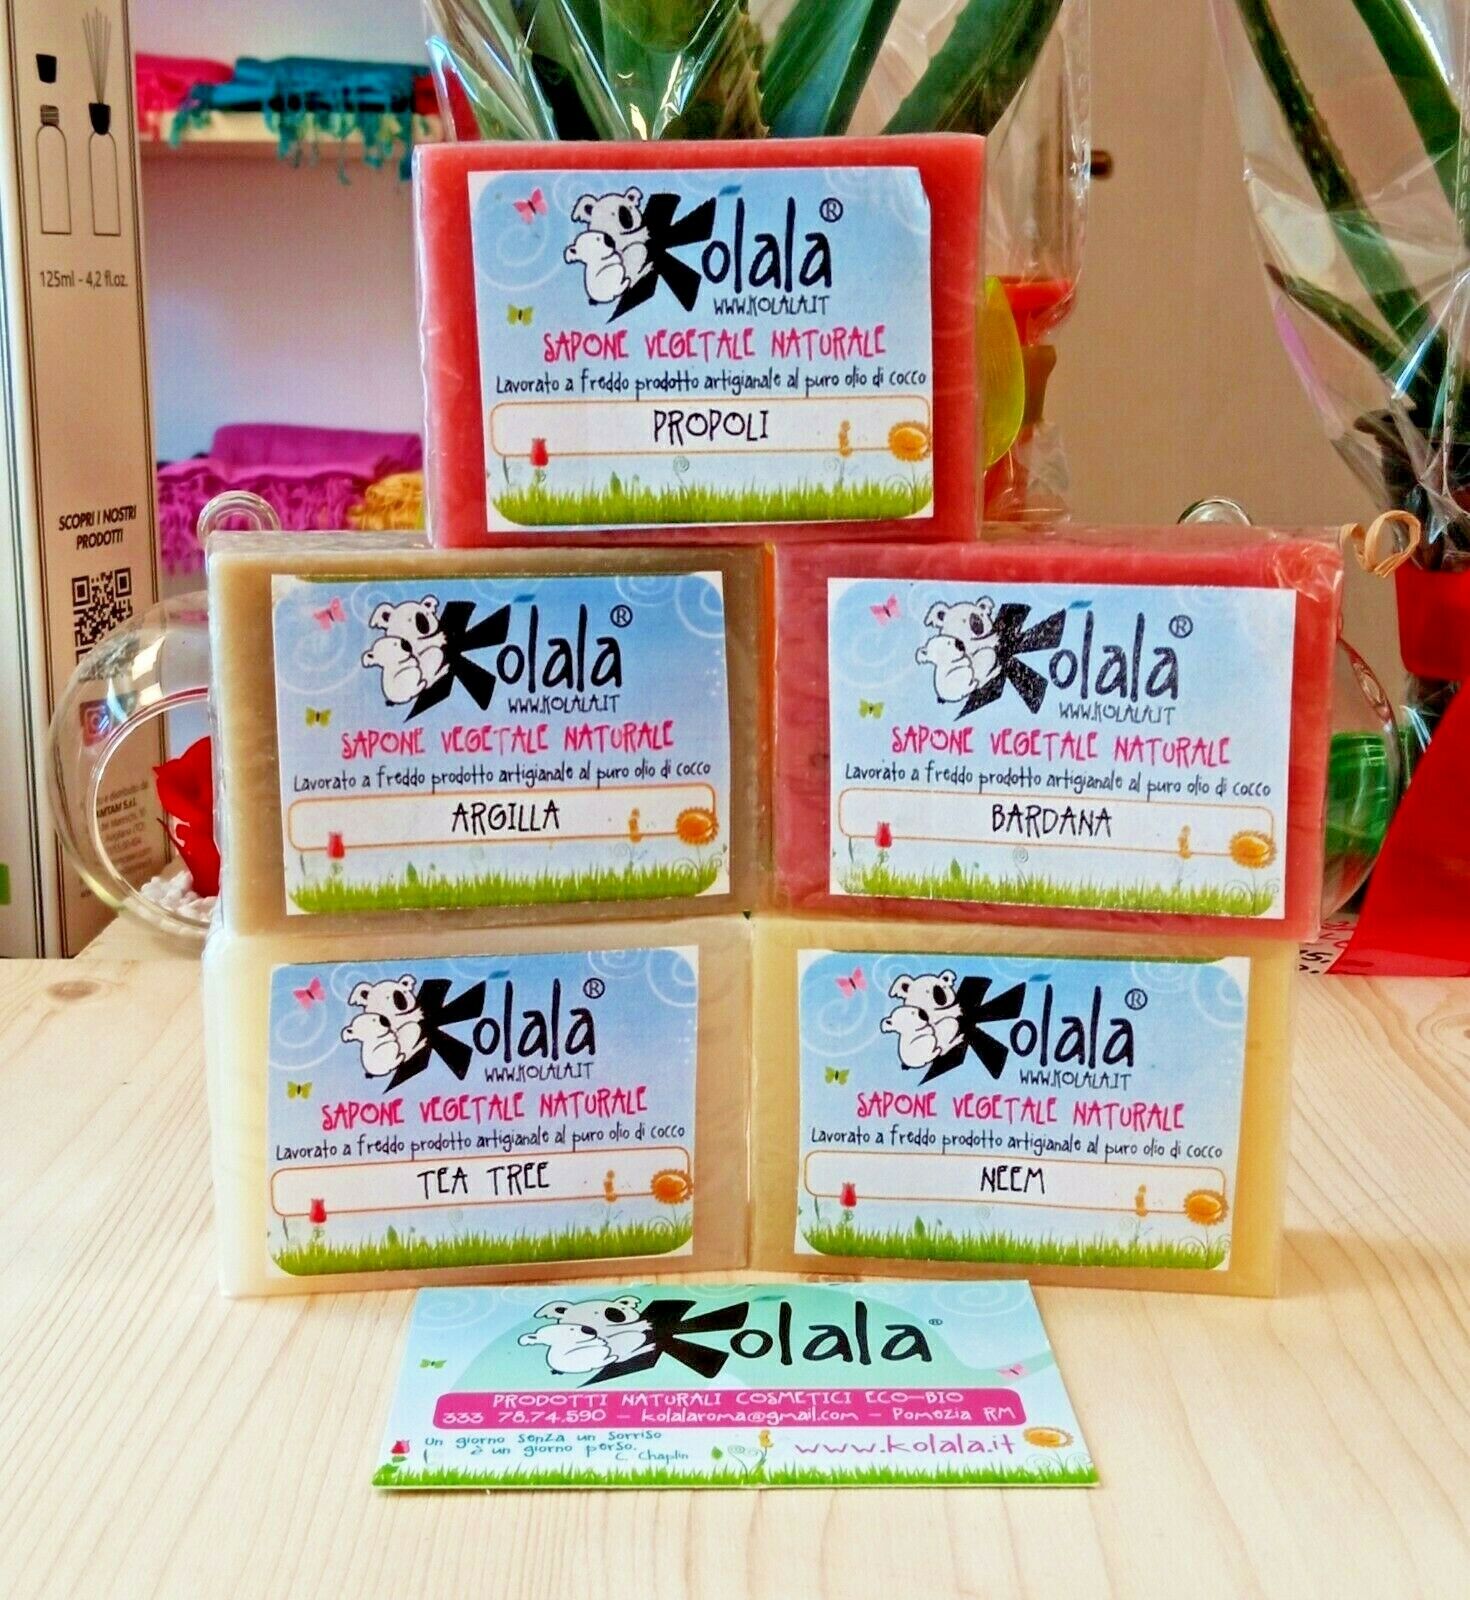 125ml - 4,2 fl.oz.
SCOPRI I NOSTRI
PRODOTTI
Kolala®
WWW.KOLALA.IT
SAPONE VEGETALE NATURALE
Lavorato a freddo prodotto artigianale al puro olio di cocco
PROPOLI
Kolala®
WWW.KOLALA.IT
SAPONE VEGETALE NATURALE
Lavorato a freddo prodotto artigianale al puro olio di cocco
ARGILLA
Kolala®
WWW.KOLALA.IT
SAPONE VEGETALE NATURALE
Lavorato a freddo prodotto artigianale al puro olio di cocco
BARDANA
Kolala®
WWW.KOLALA.IT
SAPONE VEGETALE NATURALE
Lavorato a freddo prodotto artigianale al puro olio di cocco
TEA TREE
Kolala®
WWW.KOLALA.IT
SAPONE VEGETALE NATURALE
Lavorato a freddo prodotto artigianale al puro olio di cocco
NEEM
Kolala®
PRODOTTI NATURALI COSMETICI ECO-BIO
333 78.74.590 - kolalaroma@gmail.com - Pomezia RM
Un giorno senza un sorriso
è un giorno perso.
C. Chaplin
www.kolala.it